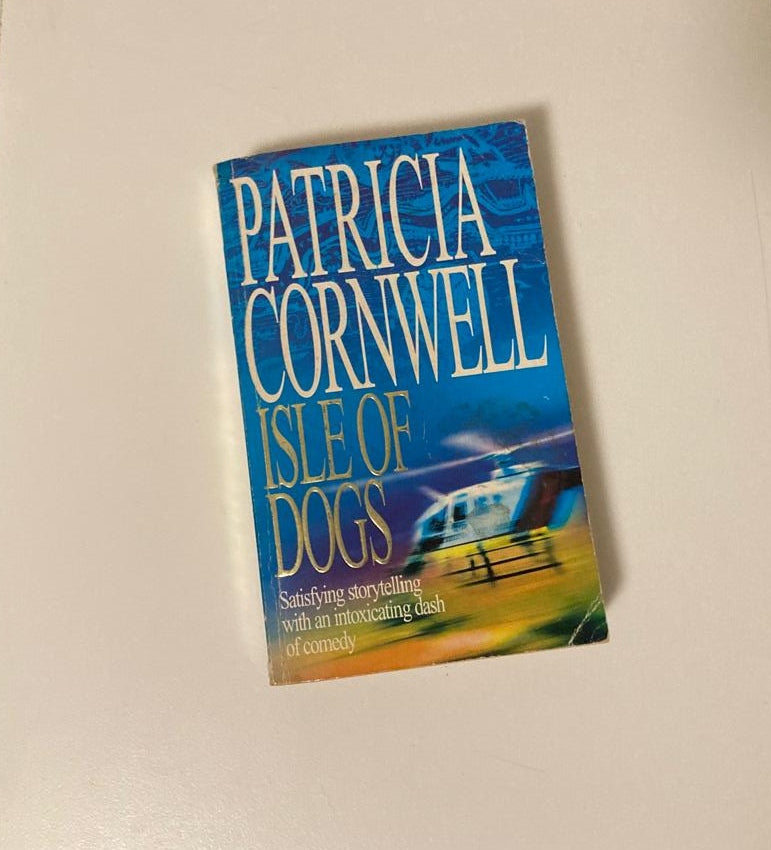 PATRICIA
CORNWELL
ISLE OF
DOGS
Satisfying storytelling
with an intoxicating dash
of comedy